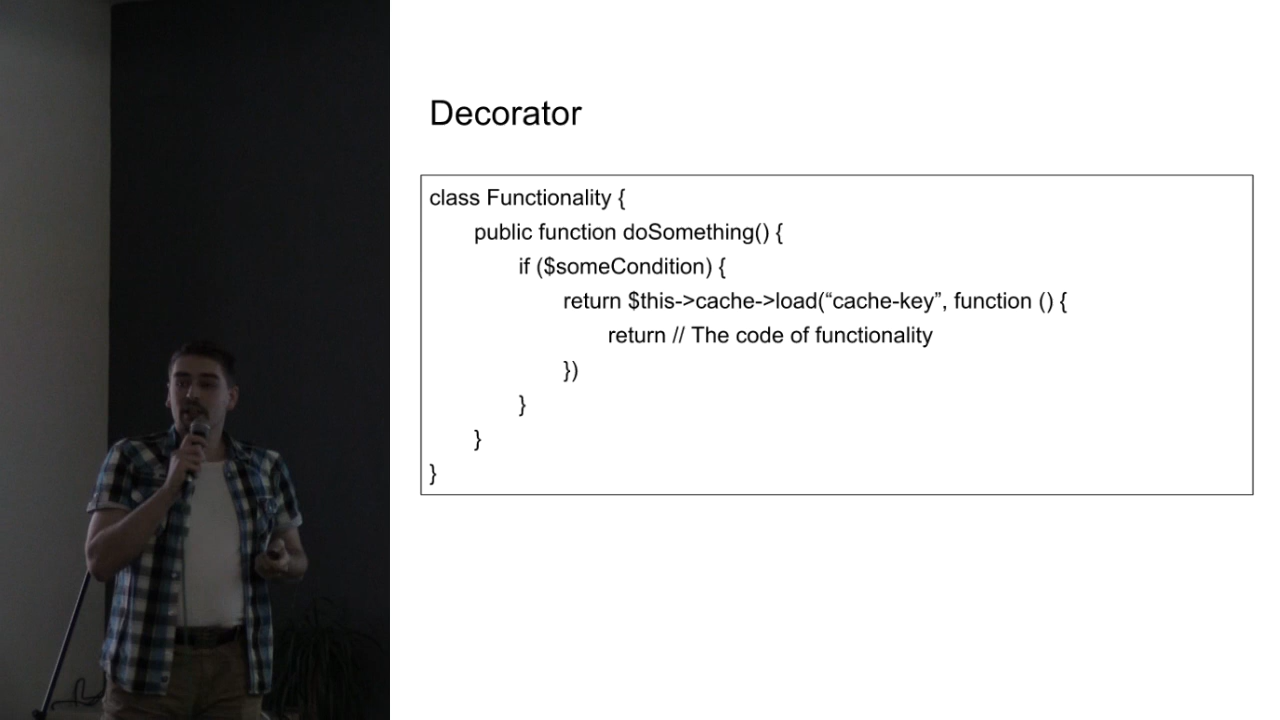 Decorator
class Functionality {
public function doSomething() {
if ($someCondition) {
return $this->cache->load(“cache-key”, function () {
return // The code of functionality
})
}
}
}